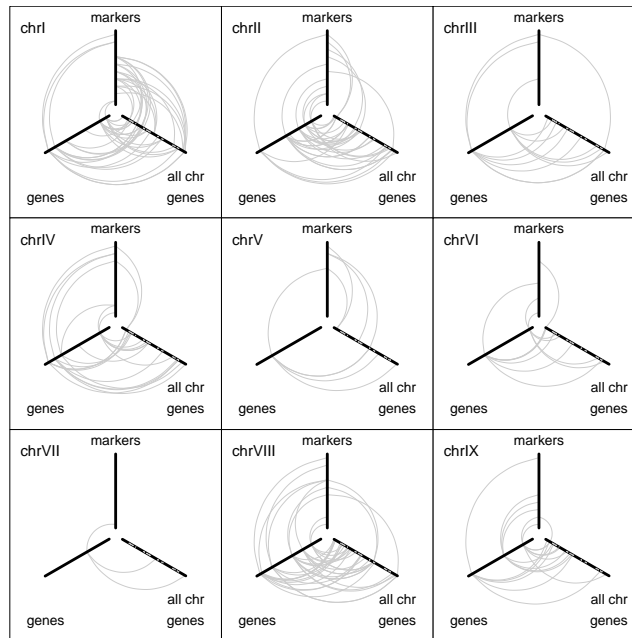 markers
chrI
all chr
genes
genes
markers
chrII
all chr
genes
genes
markers
chrIII
all chr
genes
genes
markers
chrIV
all chr
genes
genes
markers
chrV
all chr
genes
genes
markers
chrVI
all chr
genes
genes
markers
chrVII
all chr
genes
genes
markers
chrVIII
all chr
genes
genes
markers
chrIX
all chr
genes
genes